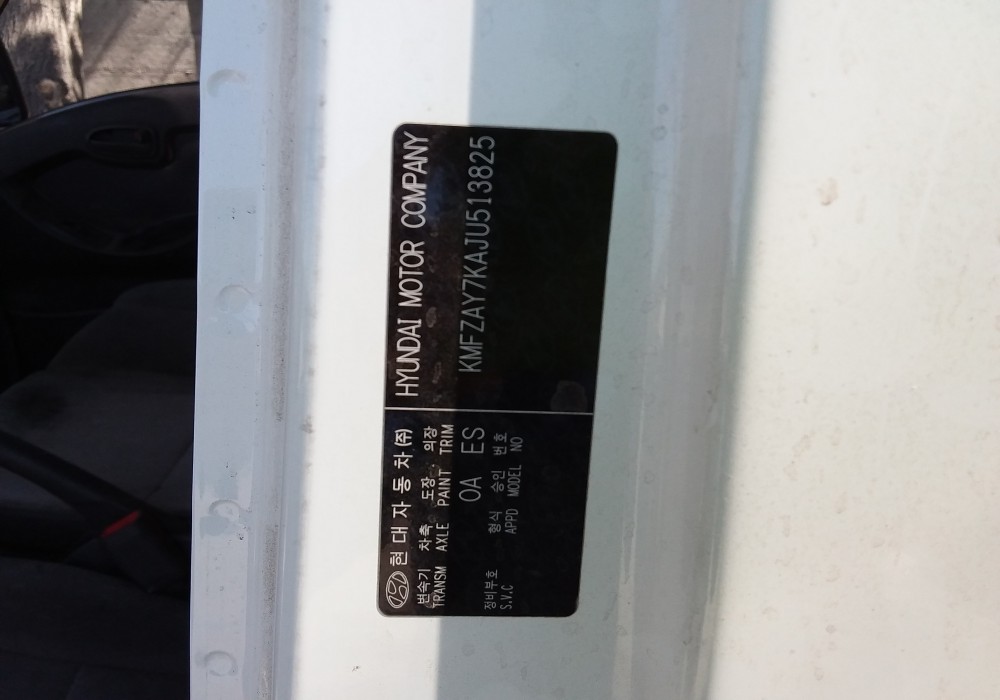 현대자동차(주) HYUNDAI MOTOR COMPANY
변속기 차축 도장 · 의장
TRANSM AXLE PAINT TRIM
OA ES KMFZAY7KAJU513825
정비부호 형식 승인 번호
S.V.C APPD MODEL NO